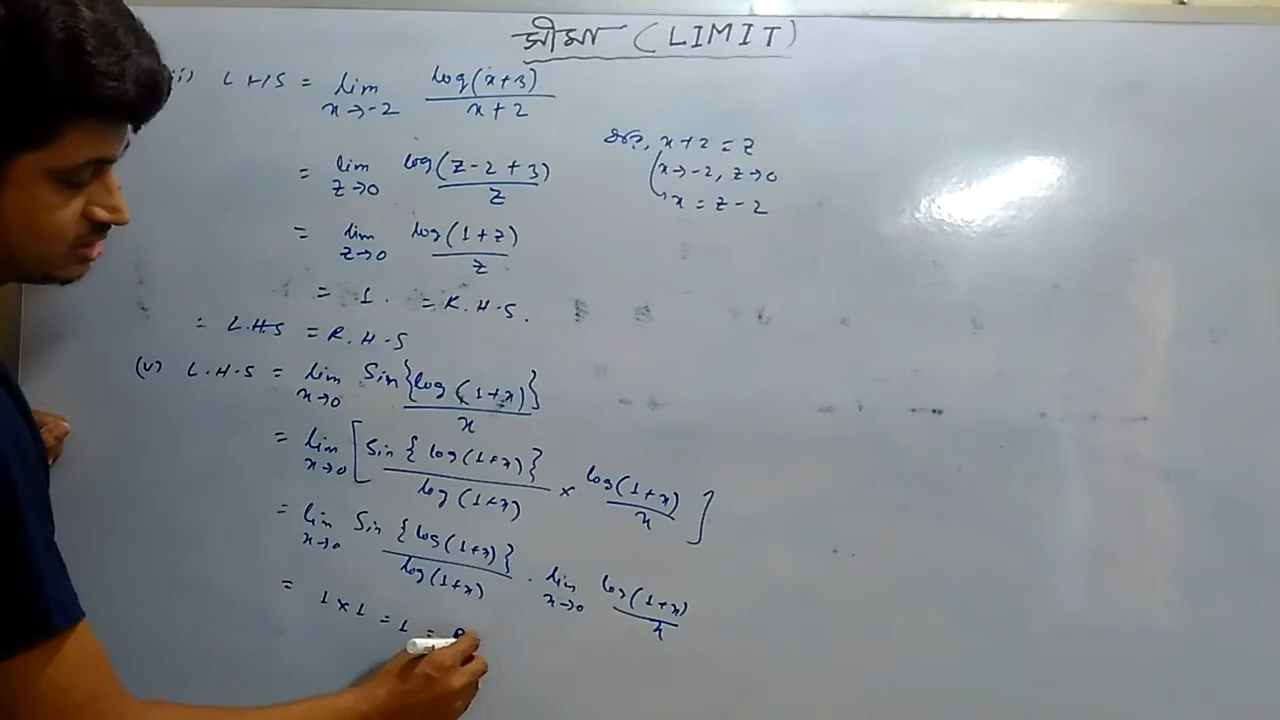 সীমা (LIMIT)
ii) LHS = lim x→-2 log(x+3) / x+2
ধরি, x+2 = z
x→-2, z→0
x = z-2
= lim z→0 log(z-2+3) / z
= lim z→0 log(1+z) / z
= 1. = R.H.S.
∴ L.H.S = R.H.S
(v) L.H.S = lim x→0 Sin{log(1+x)} / x
= lim x→0 [Sin{log(1+x)} / log(1+x) × log(1+x) / x]
= lim x→0 Sin{log(1+x)} / log(1+x) . lim x→0 log(1+x) / x
= 1 × 1 = 1 =